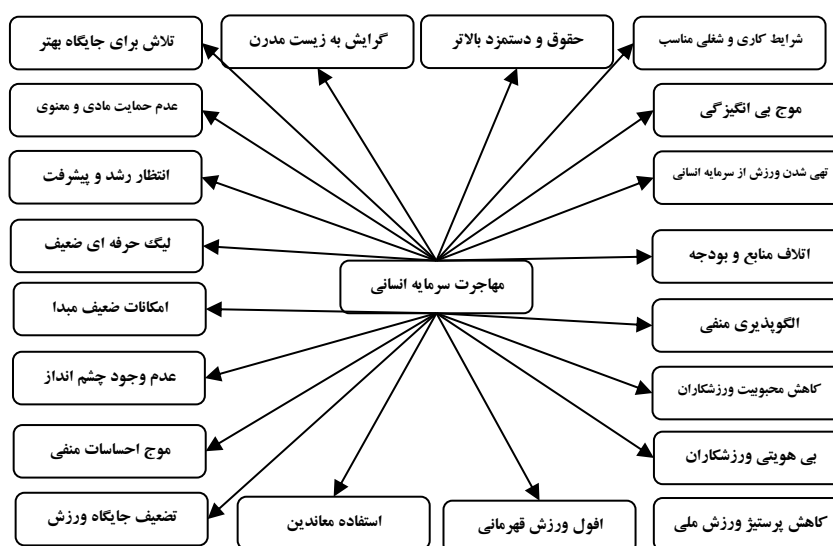 شرایط کاری و شغلی مناسب
حقوق و دستمزد بالاتر
گرایش به زیست مدرن
تلاش برای جایگاه بهتر
موج بی انگیزگی
عدم حمایت مادی و معنوی
تهی شدن ورزش از سرمایه انسانی
انتظار رشد و پیشرفت
اتلاف منابع و بودجه
لیگ حرفه ای ضعیف
مهاجرت سرمایه انسانی
الگوپذیری منفی
امکانات ضعیف مبدا
کاهش محبوبیت ورزشکاران
عدم وجود چشم انداز
بی هویتی ورزشکاران
موج احساسات منفی
کاهش پرستیژ ورزش ملی
افول ورزش قهرمانی
استفاده معاندین
تضعیف جایگاه ورزش